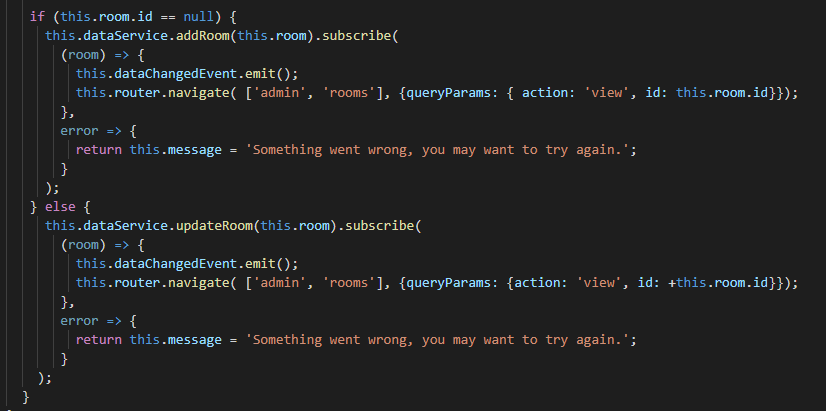 if (this.room.id == null) {
this.dataService.addRoom(this.room).subscribe(
(room) => {
this.dataChangedEvent.emit();
this.router.navigate( ['admin', 'rooms'], {queryParams: { action: 'view', id: this.room.id}});
},
error => {
return this.message = 'Something went wrong, you may want to try again.';
}
);
} else {
this.dataService.updateRoom(this.room).subscribe(
(room) => {
this.dataChangedEvent.emit();
this.router.navigate( ['admin', 'rooms'], {queryParams: {action: 'view', id: +this.room.id}});
},
error => {
return this.message = 'Something went wrong, you may want to try again.';
}
);
}